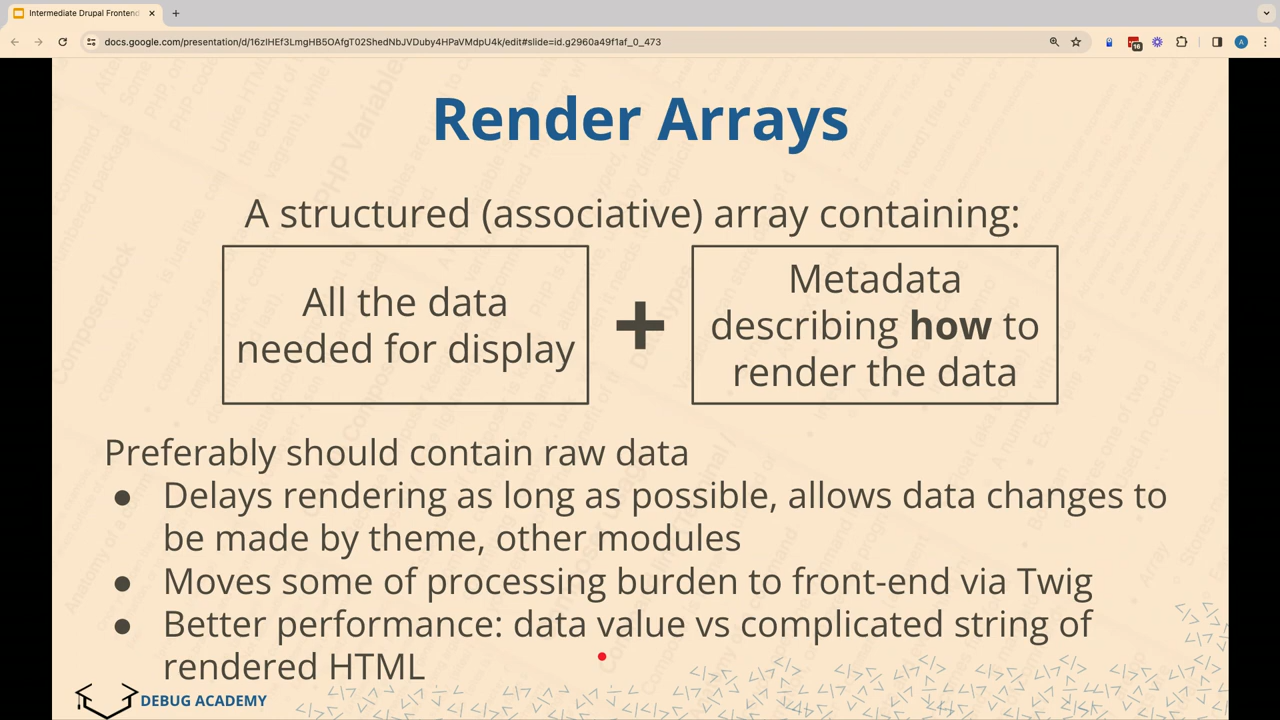 Intermediate Drupal Frontend
docs.google.com/presentation/d/16zlHEf3LmgHB5OAfgT02ShedNbJVDuby4HPaVMdpU4k/edit#slide=id.g2960a49f1af_0_473
16
A
Render Arrays
A structured (associative) array containing:
All the data
needed for display
+
Metadata
describing how to
render the data
Preferably should contain raw data
● Delays rendering as long as possible, allows data changes to
be made by theme, other modules
● Moves some of processing burden to front-end via Twig
● Better performance: data value vs complicated string of
rendered HTML
DEBUG ACADEMY